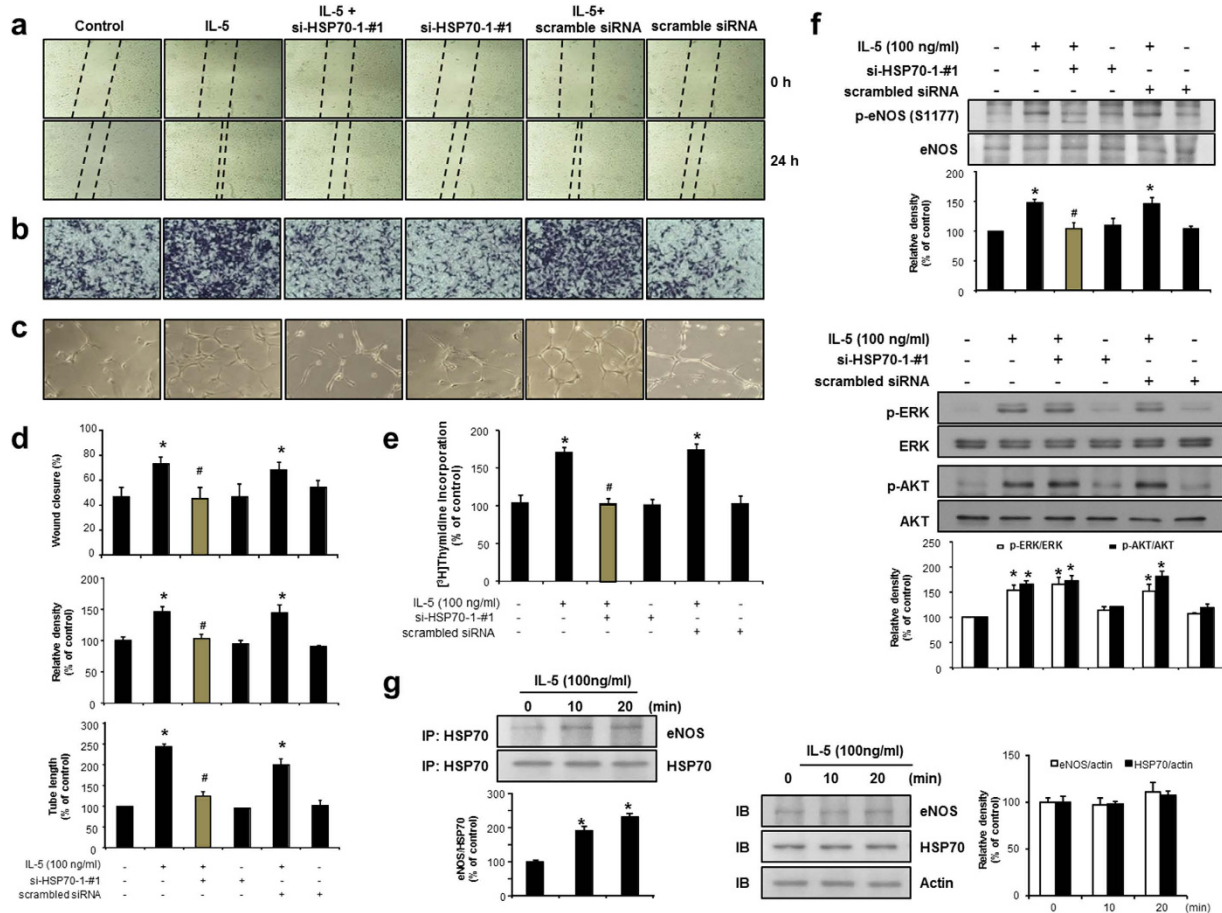 a
Control
IL-5
IL-5 +
si-HSP70-1-#1
si-HSP70-1-#1
IL-5+
scramble siRNA
scramble siRNA
0 h
24 h
b
c
d
Wound closure (%)
100
80
60
40
20
0
* # *
Relative density
(% of control)
200
150
100
50
0
* # *
Tube length
(% of control)
300
250
200
150
100
50
0
* # *
IL-5 (100 ng/ml) - + + - + -
si-HSP70-1-#1 - - + + - -
scrambled siRNA - - - - + +
e
[³H]Thymidine Incorporation
(% of control)
200
150
100
50
0
* # *
IL-5 (100 ng/ml) - + + - + -
si-HSP70-1-#1 - - + + - -
scrambled siRNA - - - - + +
f
IL-5 (100 ng/ml) - + + - + -
si-HSP70-1-#1 - - + + - -
scrambled siRNA - - - - + +
p-eNOS (S1177)
eNOS
Relative density
(% of control)
200
150
100
50
0
* # *
IL-5 (100 ng/ml) - + + - + -
si-HSP70-1-#1 - - + + - -
scrambled siRNA - - - - + +
p-ERK
ERK
p-AKT
AKT
p-ERK/ERK p-AKT/AKT
Relative density
(% of control)
250
200
150
100
50
0
* * * * * *
g
IL-5 (100ng/ml)
0 10 20 (min)
IP: HSP70 eNOS
IP: HSP70 HSP70
eNOS/HSP70
(% of control)
300
250
200
150
100
50
0
* *
IL-5 (100ng/ml)
0 10 20 (min)
IB eNOS
IB HSP70
IB Actin
eNOS/actin HSP70/actin
Relative density
(% of control)
150
100
50
0
0 10 20 (min)